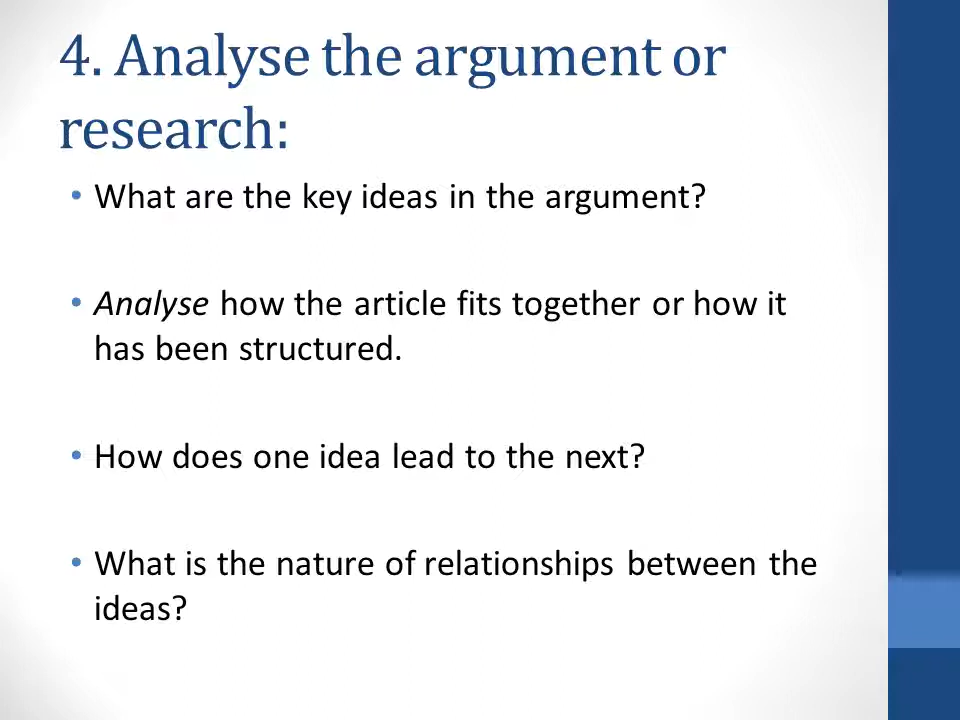 4. Analyse the argument or
research:
• What are the key ideas in the argument?
• Analyse how the article fits together or how it
has been structured.
• How does one idea lead to the next?
• What is the nature of relationships between the
ideas?